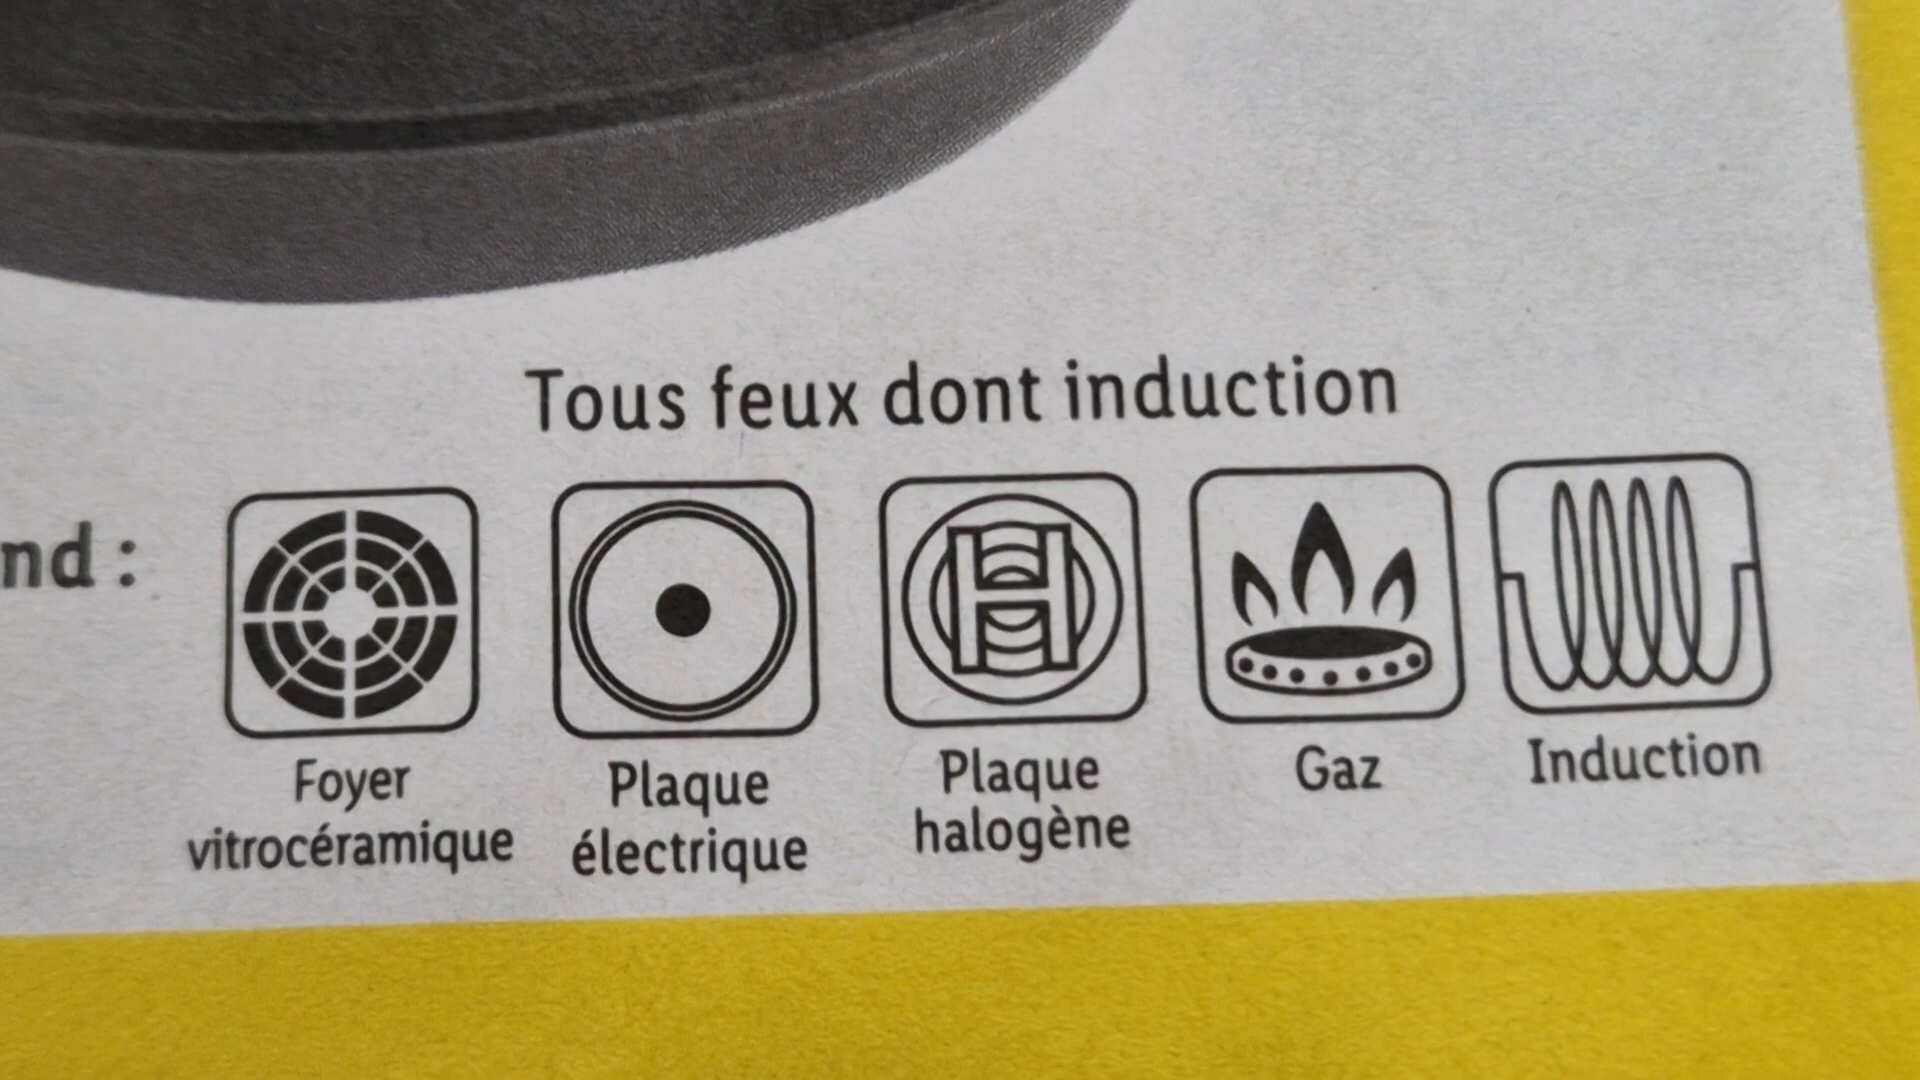 Tous feux dont induction
nd :
Foyer
vitrocéramique
Plaque
électrique
Plaque
halogène
Gaz
Induction